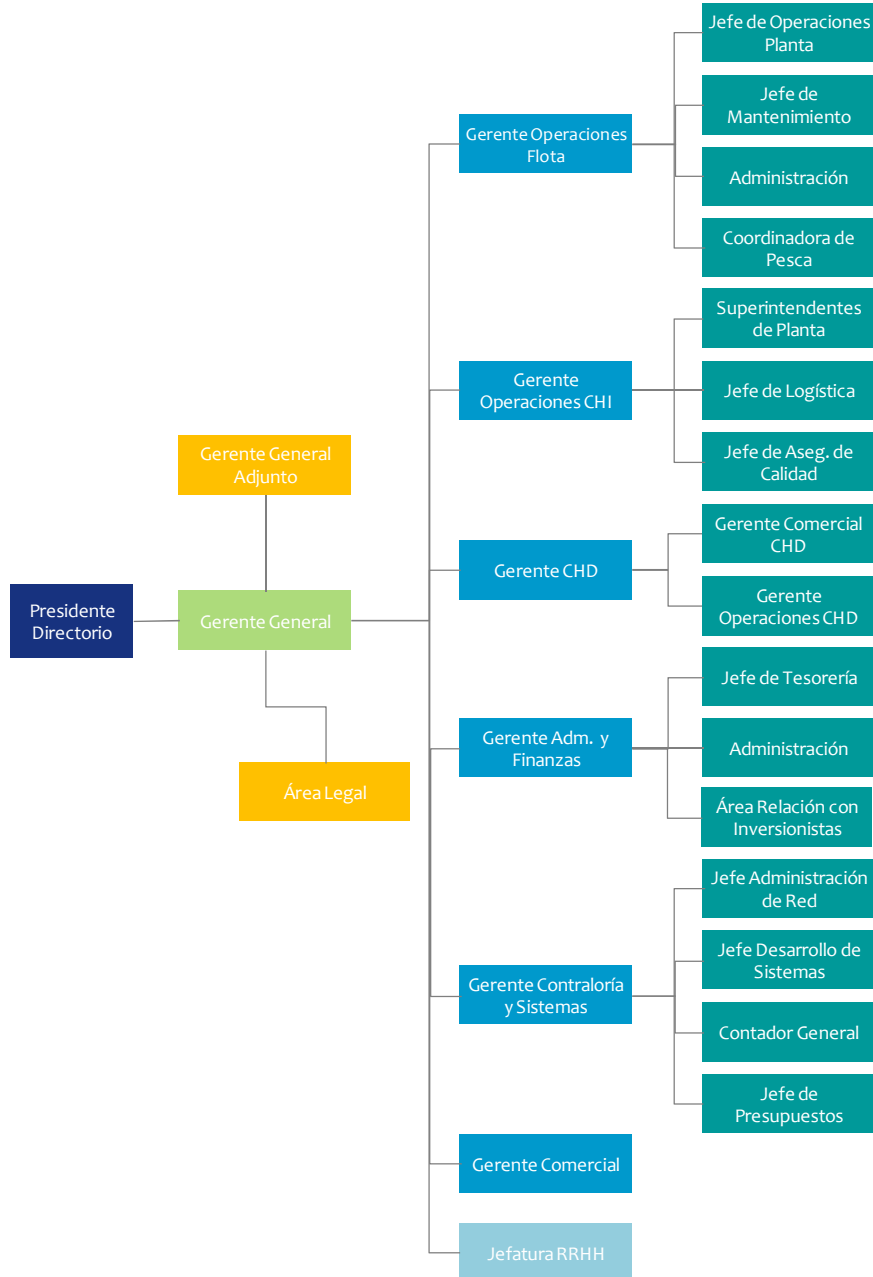 Presidente
Directorio
Gerente General
Adjunto
Gerente General
Área Legal
Gerente Operaciones
Flota
Jefe de Operaciones
Planta
Jefe de
Mantenimiento
Administración
Coordinadora de
Pesca
Gerente
Operaciones CHI
Superintendentes
de Planta
Jefe de Logística
Jefe de Aseg. de
Calidad
Gerente CHD
Gerente Comercial
CHD
Gerente
Operaciones CHD
Gerente Adm. y
Finanzas
Jefe de Tesorería
Administración
Área Relación con
Inversionistas
Gerente Contraloría
y Sistemas
Jefe Administración
de Red
Jefe Desarrollo de
Sistemas
Contador General
Jefe de
Presupuestos
Gerente Comercial
Jefatura RRHH